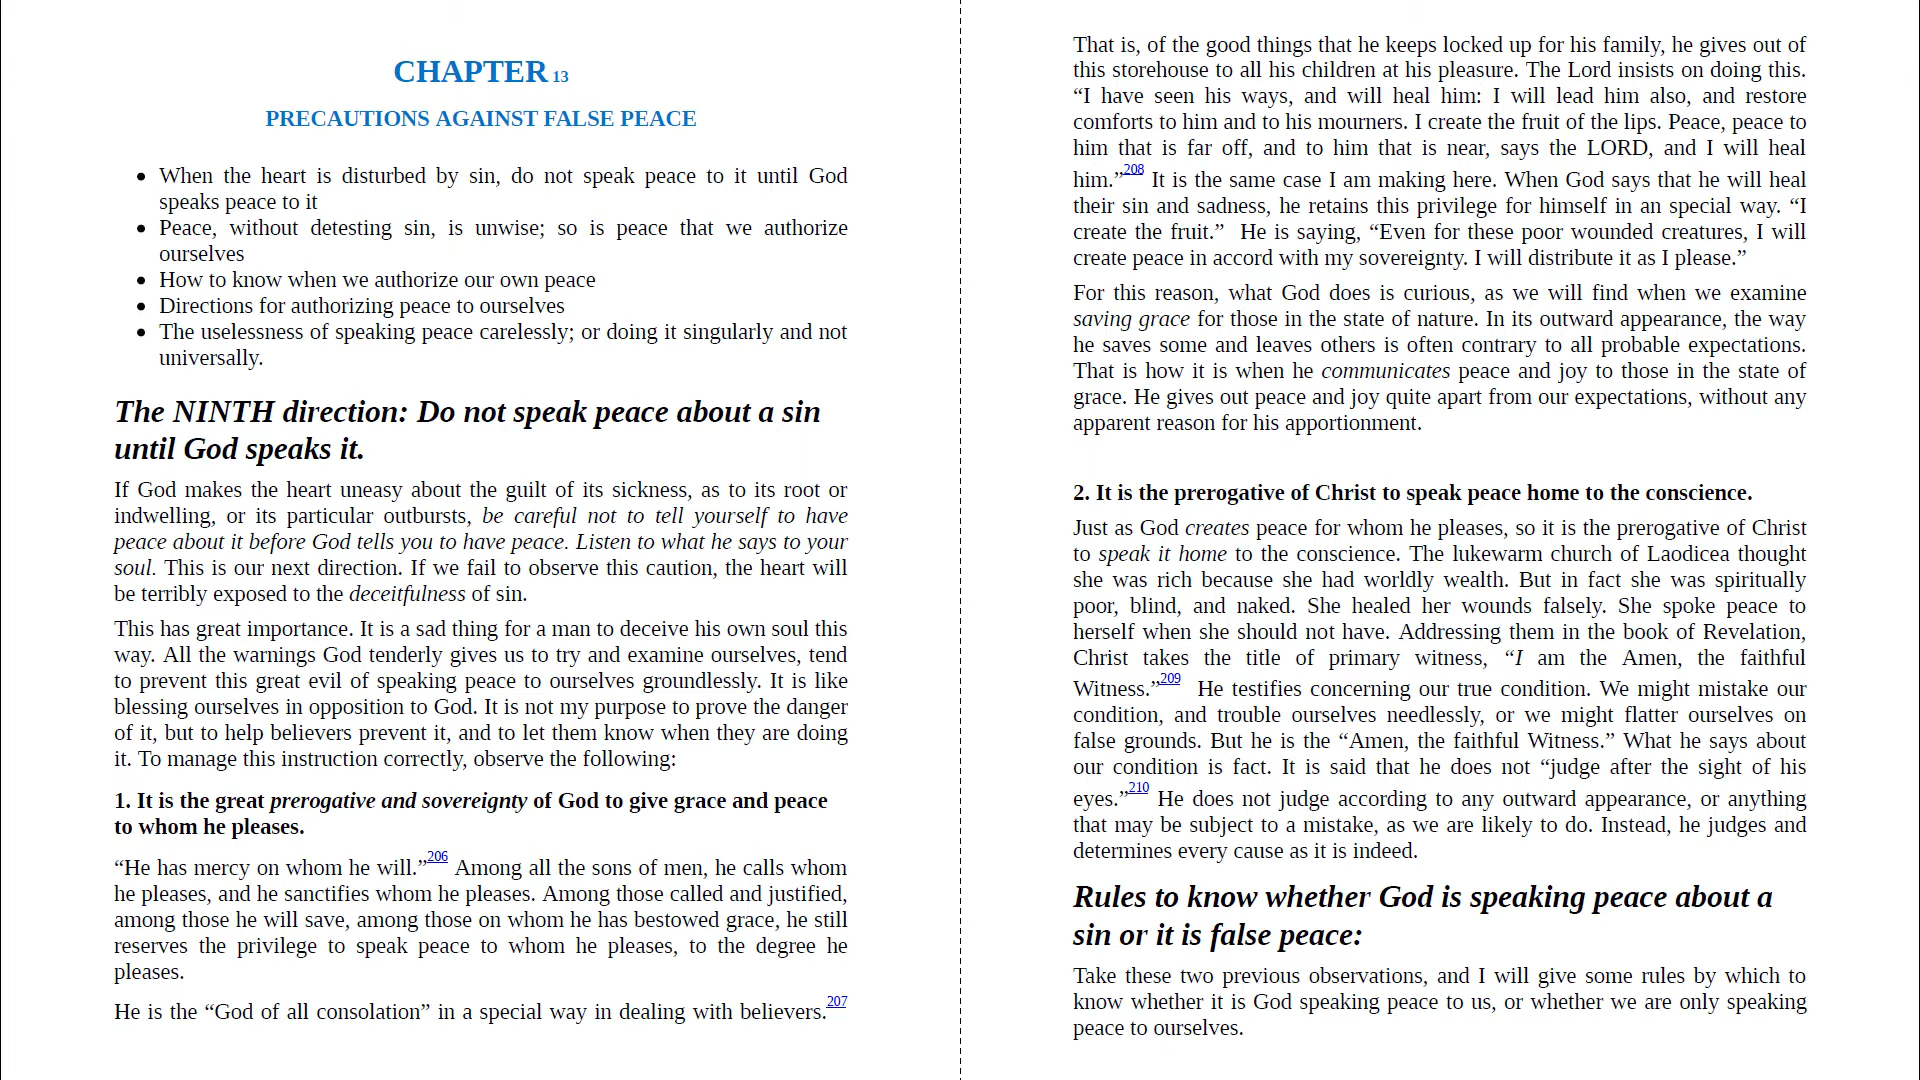 CHAPTER 13
PRECAUTIONS AGAINST FALSE PEACE
• When the heart is disturbed by sin, do not speak peace to it until God
speaks peace to it
• Peace, without detesting sin, is unwise; so is peace that we authorize
ourselves
• How to know when we authorize our own peace
• Directions for authorizing peace to ourselves
• The uselessness of speaking peace carelessly; or doing it singularly and not
universally.
The NINTH direction: Do not speak peace about a sin
until God speaks it.
If God makes the heart uneasy about the guilt of its sickness, as to its root or
indwelling, or its particular outbursts, be careful not to tell yourself to have
peace about it before God tells you to have peace. Listen to what he says to your
soul. This is our next direction. If we fail to observe this caution, the heart will
be terribly exposed to the deceitfulness of sin.
This has great importance. It is a sad thing for a man to deceive his own soul this
way. All the warnings God tenderly gives us to try and examine ourselves, tend
to prevent this great evil of speaking peace to ourselves groundlessly. It is like
blessing ourselves in opposition to God. It is not my purpose to prove the danger
of it, but to help believers prevent it, and to let them know when they are doing
it. To manage this instruction correctly, observe the following:
1. It is the great prerogative and sovereignty of God to give grace and peace
to whom he pleases.
“He has mercy on whom he will.”206 Among all the sons of men, he calls whom
he pleases, and he sanctifies whom he pleases. Among those called and justified,
among those he will save, among those on whom he has bestowed grace, he still
reserves the privilege to speak peace to whom he pleases, to the degree he
pleases.
He is the “God of all consolation” in a special way in dealing with believers.207
That is, of the good things that he keeps locked up for his family, he gives out of
this storehouse to all his children at his pleasure. The Lord insists on doing this.
“I have seen his ways, and will heal him: I will lead him also, and restore
comforts to him and to his mourners. I create the fruit of the lips. Peace, peace to
him that is far off, and to him that is near, says the LORD, and I will heal
him.”208 It is the same case I am making here. When God says that he will heal
their sin and sadness, he retains this privilege for himself in an special way. “I
create the fruit.”  He is saying, “Even for these poor wounded creatures, I will
create peace in accord with my sovereignty. I will distribute it as I please.”
For this reason, what God does is curious, as we will find when we examine
saving grace for those in the state of nature. In its outward appearance, the way
he saves some and leaves others is often contrary to all probable expectations.
That is how it is when he communicates peace and joy to those in the state of
grace. He gives out peace and joy quite apart from our expectations, without any
apparent reason for his apportionment.
2. It is the prerogative of Christ to speak peace home to the conscience.
Just as God creates peace for whom he pleases, so it is the prerogative of Christ
to speak it home to the conscience. The lukewarm church of Laodicea thought
she was rich because she had worldly wealth. But in fact she was spiritually
poor, blind, and naked. She healed her wounds falsely. She spoke peace to
herself when she should not have. Addressing them in the book of Revelation,
Christ takes the title of primary witness, “I am the Amen, the faithful
Witness.”209  He testifies concerning our true condition. We might mistake our
condition, and trouble ourselves needlessly, or we might flatter ourselves on
false grounds. But he is the “Amen, the faithful Witness.” What he says about
our condition is fact. It is said that he does not “judge after the sight of his
eyes.”210 He does not judge according to any outward appearance, or anything
that may be subject to a mistake, as we are likely to do. Instead, he judges and
determines every cause as it is indeed.
Rules to know whether God is speaking peace about a
sin or it is false peace:
Take these two previous observations, and I will give some rules by which to
know whether it is God speaking peace to us, or whether we are only speaking
peace to ourselves.